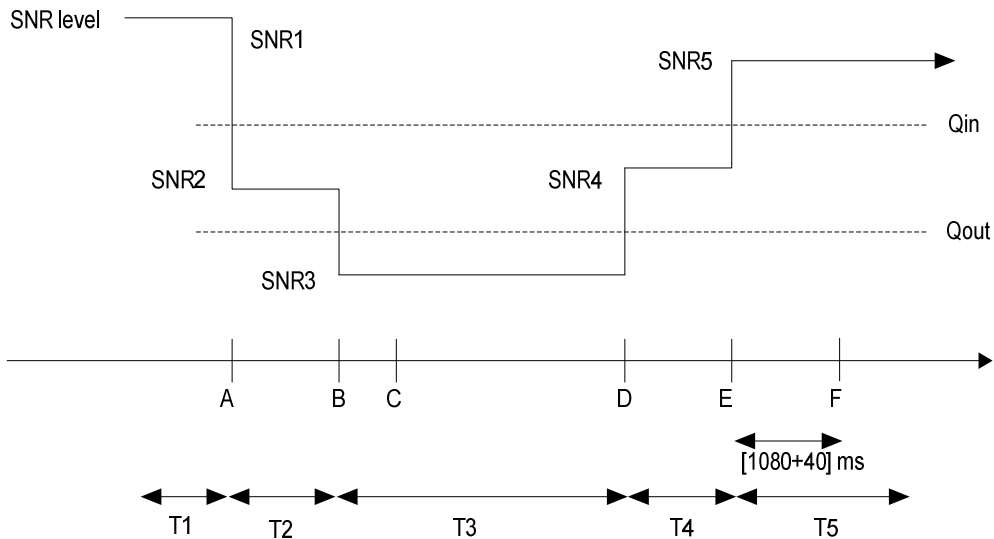 SNR level
SNR1
SNR5
Qin
SNR2
SNR4
Qout
SNR3
A
B
C
D
E
F
[1080+40] ms
T1
T2
T3
T4
T5